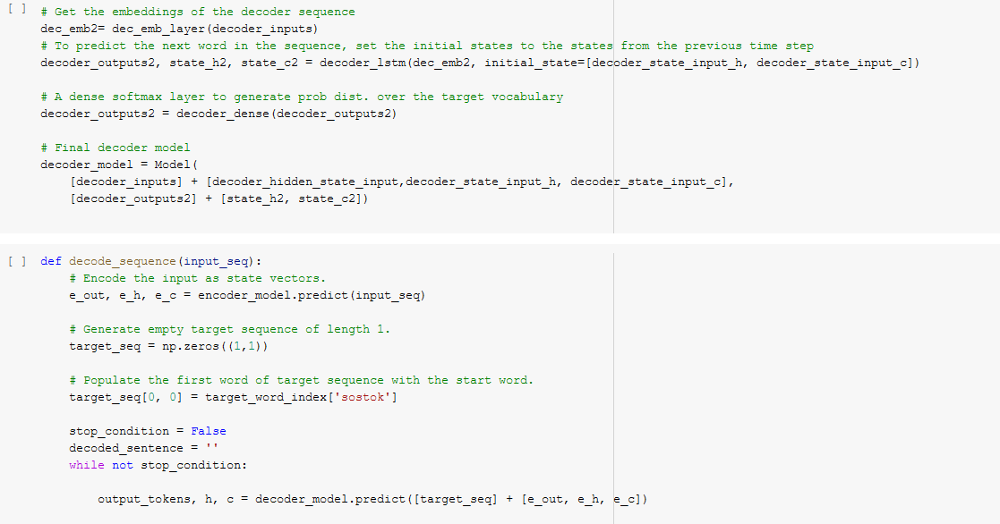 [ ] # Get the embeddings of the decoder sequence
dec_emb2= dec_emb_layer(decoder_inputs)
# To predict the next word in the sequence, set the initial states to the states from the previous time step
decoder_outputs2, state_h2, state_c2 = decoder_lstm(dec_emb2, initial_state=[decoder_state_input_h, decoder_state_input_c])
# A dense softmax layer to generate prob dist. over the target vocabulary
decoder_outputs2 = decoder_dense(decoder_outputs2)
# Final decoder model
decoder_model = Model(
[decoder_inputs] + [decoder_hidden_state_input,decoder_state_input_h, decoder_state_input_c],
[decoder_outputs2] + [state_h2, state_c2])
[ ] def decode_sequence(input_seq):
# Encode the input as state vectors.
e_out, e_h, e_c = encoder_model.predict(input_seq)
# Generate empty target sequence of length 1.
target_seq = np.zeros((1,1))
# Populate the first word of target sequence with the start word.
target_seq[0, 0] = target_word_index['sostok']
stop_condition = False
decoded_sentence = ''
while not stop_condition:
output_tokens, h, c = decoder_model.predict([target_seq] + [e_out, e_h, e_c])